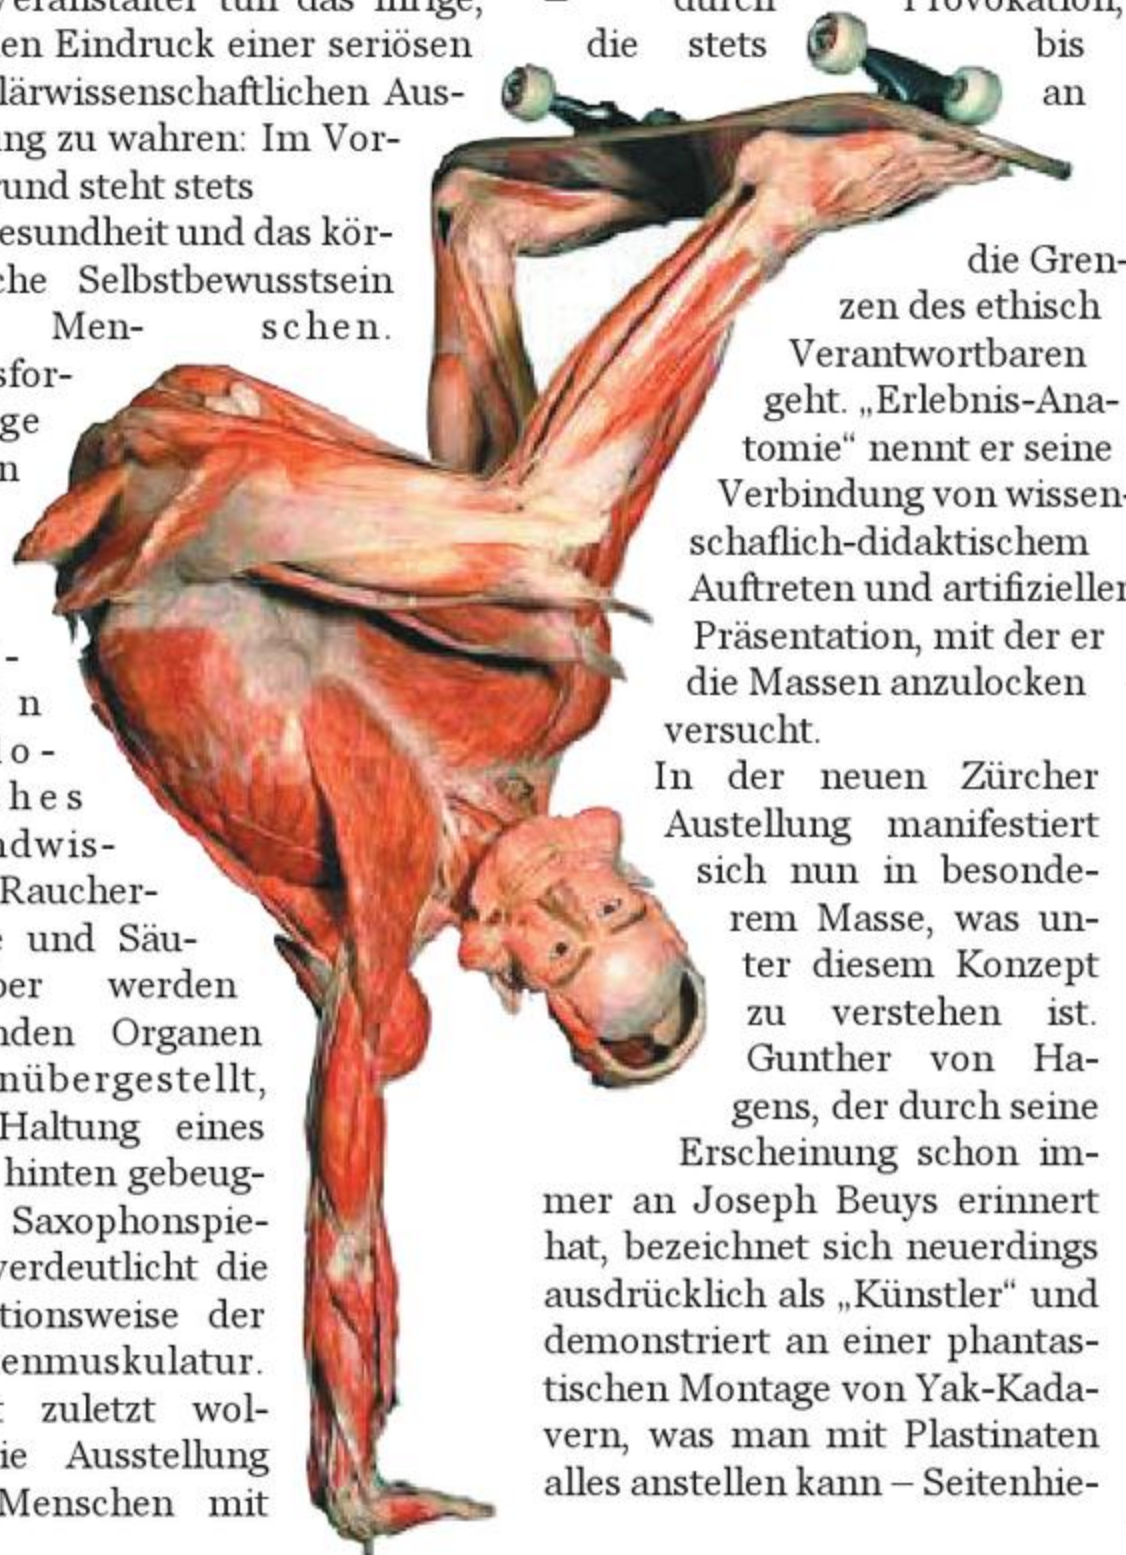 veranstalter tun das Ihrige,
en Eindruck einer seriösen
lärwissenschaftlichen Aus-
ng zu wahren: Im Vor-
rund steht stets
esundheit und das kör-
che Selbstbewusstsein
Men- schen.
sfor-
ge
n
-
n
lo-
hes
ndwis-
Raucher-
e und Säu-
ber werden
nden Organen
nübergestellt,
Haltung eines
hinten gebeug-
Saxophonspie-
verdeutlicht die
tionsweise der
enmuskulatur.
t zuletzt wol-
ie Ausstellung
Menschen mit
– durch Provokation,
die stets bis
an
die Gren-
zen des ethisch
Verantwortbaren
geht. „Erlebnis-Ana-
tomie“ nennt er seine
Verbindung von wissen-
schaflich-didaktischem
Auftreten und artifizieller
Präsentation, mit der er
die Massen anzulocken
versucht.
In der neuen Zürcher
Austellung manifestiert
sich nun in besonde-
rem Masse, was un-
ter diesem Konzept
zu verstehen ist.
Gunther von Ha-
gens, der durch seine
Erscheinung schon im-
mer an Joseph Beuys erinnert
hat, bezeichnet sich neuerdings
ausdrücklich als „Künstler“ und
demonstriert an einer phantas-
tischen Montage von Yak-Kada-
vern, was man mit Plastinaten
alles anstellen kann – Seitenhie-